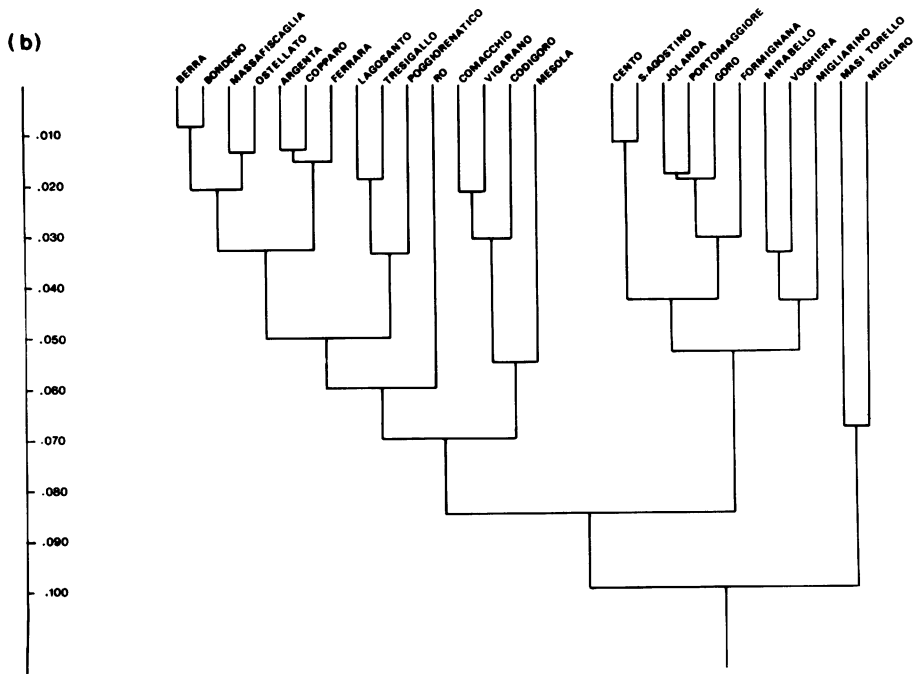 (b)
BERRA
BONDENO
MASSAFISCAGLIA
OSTELLATO
ARGENTA
COPPARO
FERRARA
LAGOSANTO
TRESIGALLO
POGGIORENATICO
RO
COMACCHIO
VIGARANO
CODIGORO
MESOLA
CENTO
S.AGOSTINO
JOLANDA
PORTOMAGGIORE
GORO
FORMIGNANA
MIRABELLO
VOGHIERA
MIGLIARINO
MASI TORELLO
MIGLIARO
.010
.020
.030
.040
.050
.060
.070
.080
.090
.100